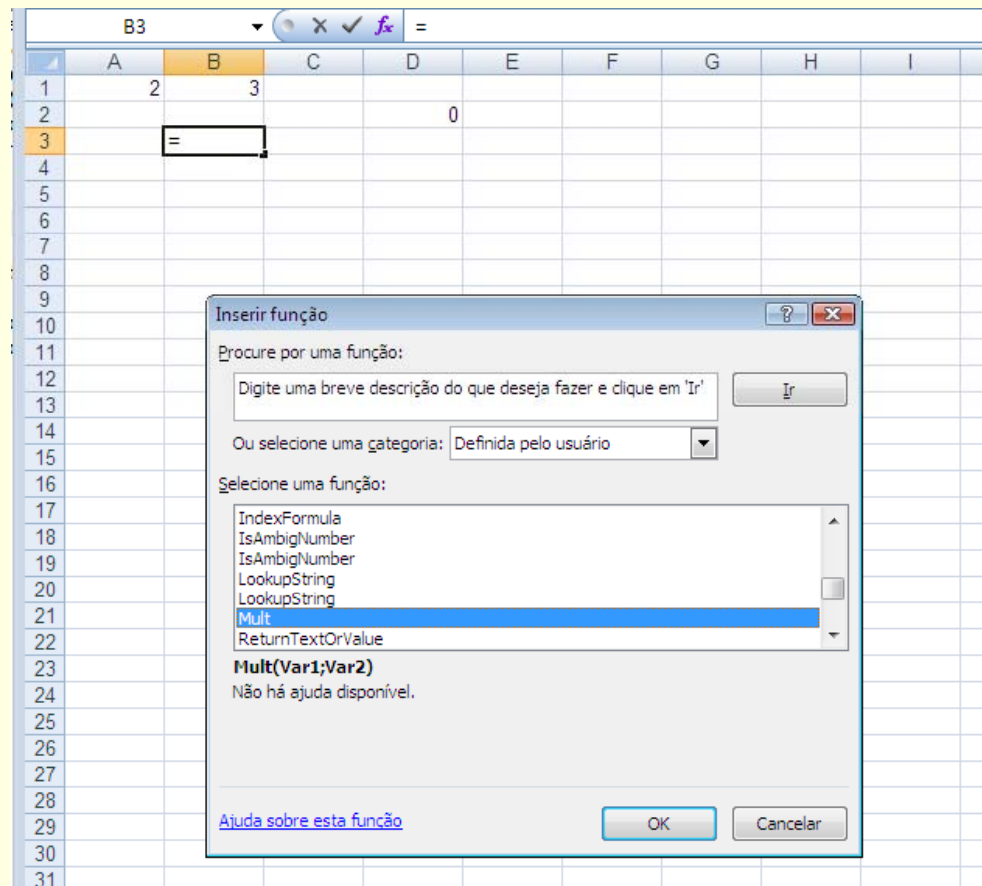 B3 fx =
A B C D E F G H I
1 2 3
2 0
3 =
4
5
6
7
8
9
10
11
12
13
14
15
16
17
18
19
20
21
22
23
24
25
26
27
28
29
30
31
Inserir função
Procure por uma função:
Digite uma breve descrição do que deseja fazer e clique em 'Ir'
Ir
Ou selecione uma categoria: Definida pelo usuário
Selecione uma função:
IndexFormula
IsAmbigNumber
IsAmbigNumber
LookupString
LookupString
Mult
ReturnTextOrValue
Mult(Var1;Var2)
Não há ajuda disponível.
Ajuda sobre esta função
OK
Cancelar